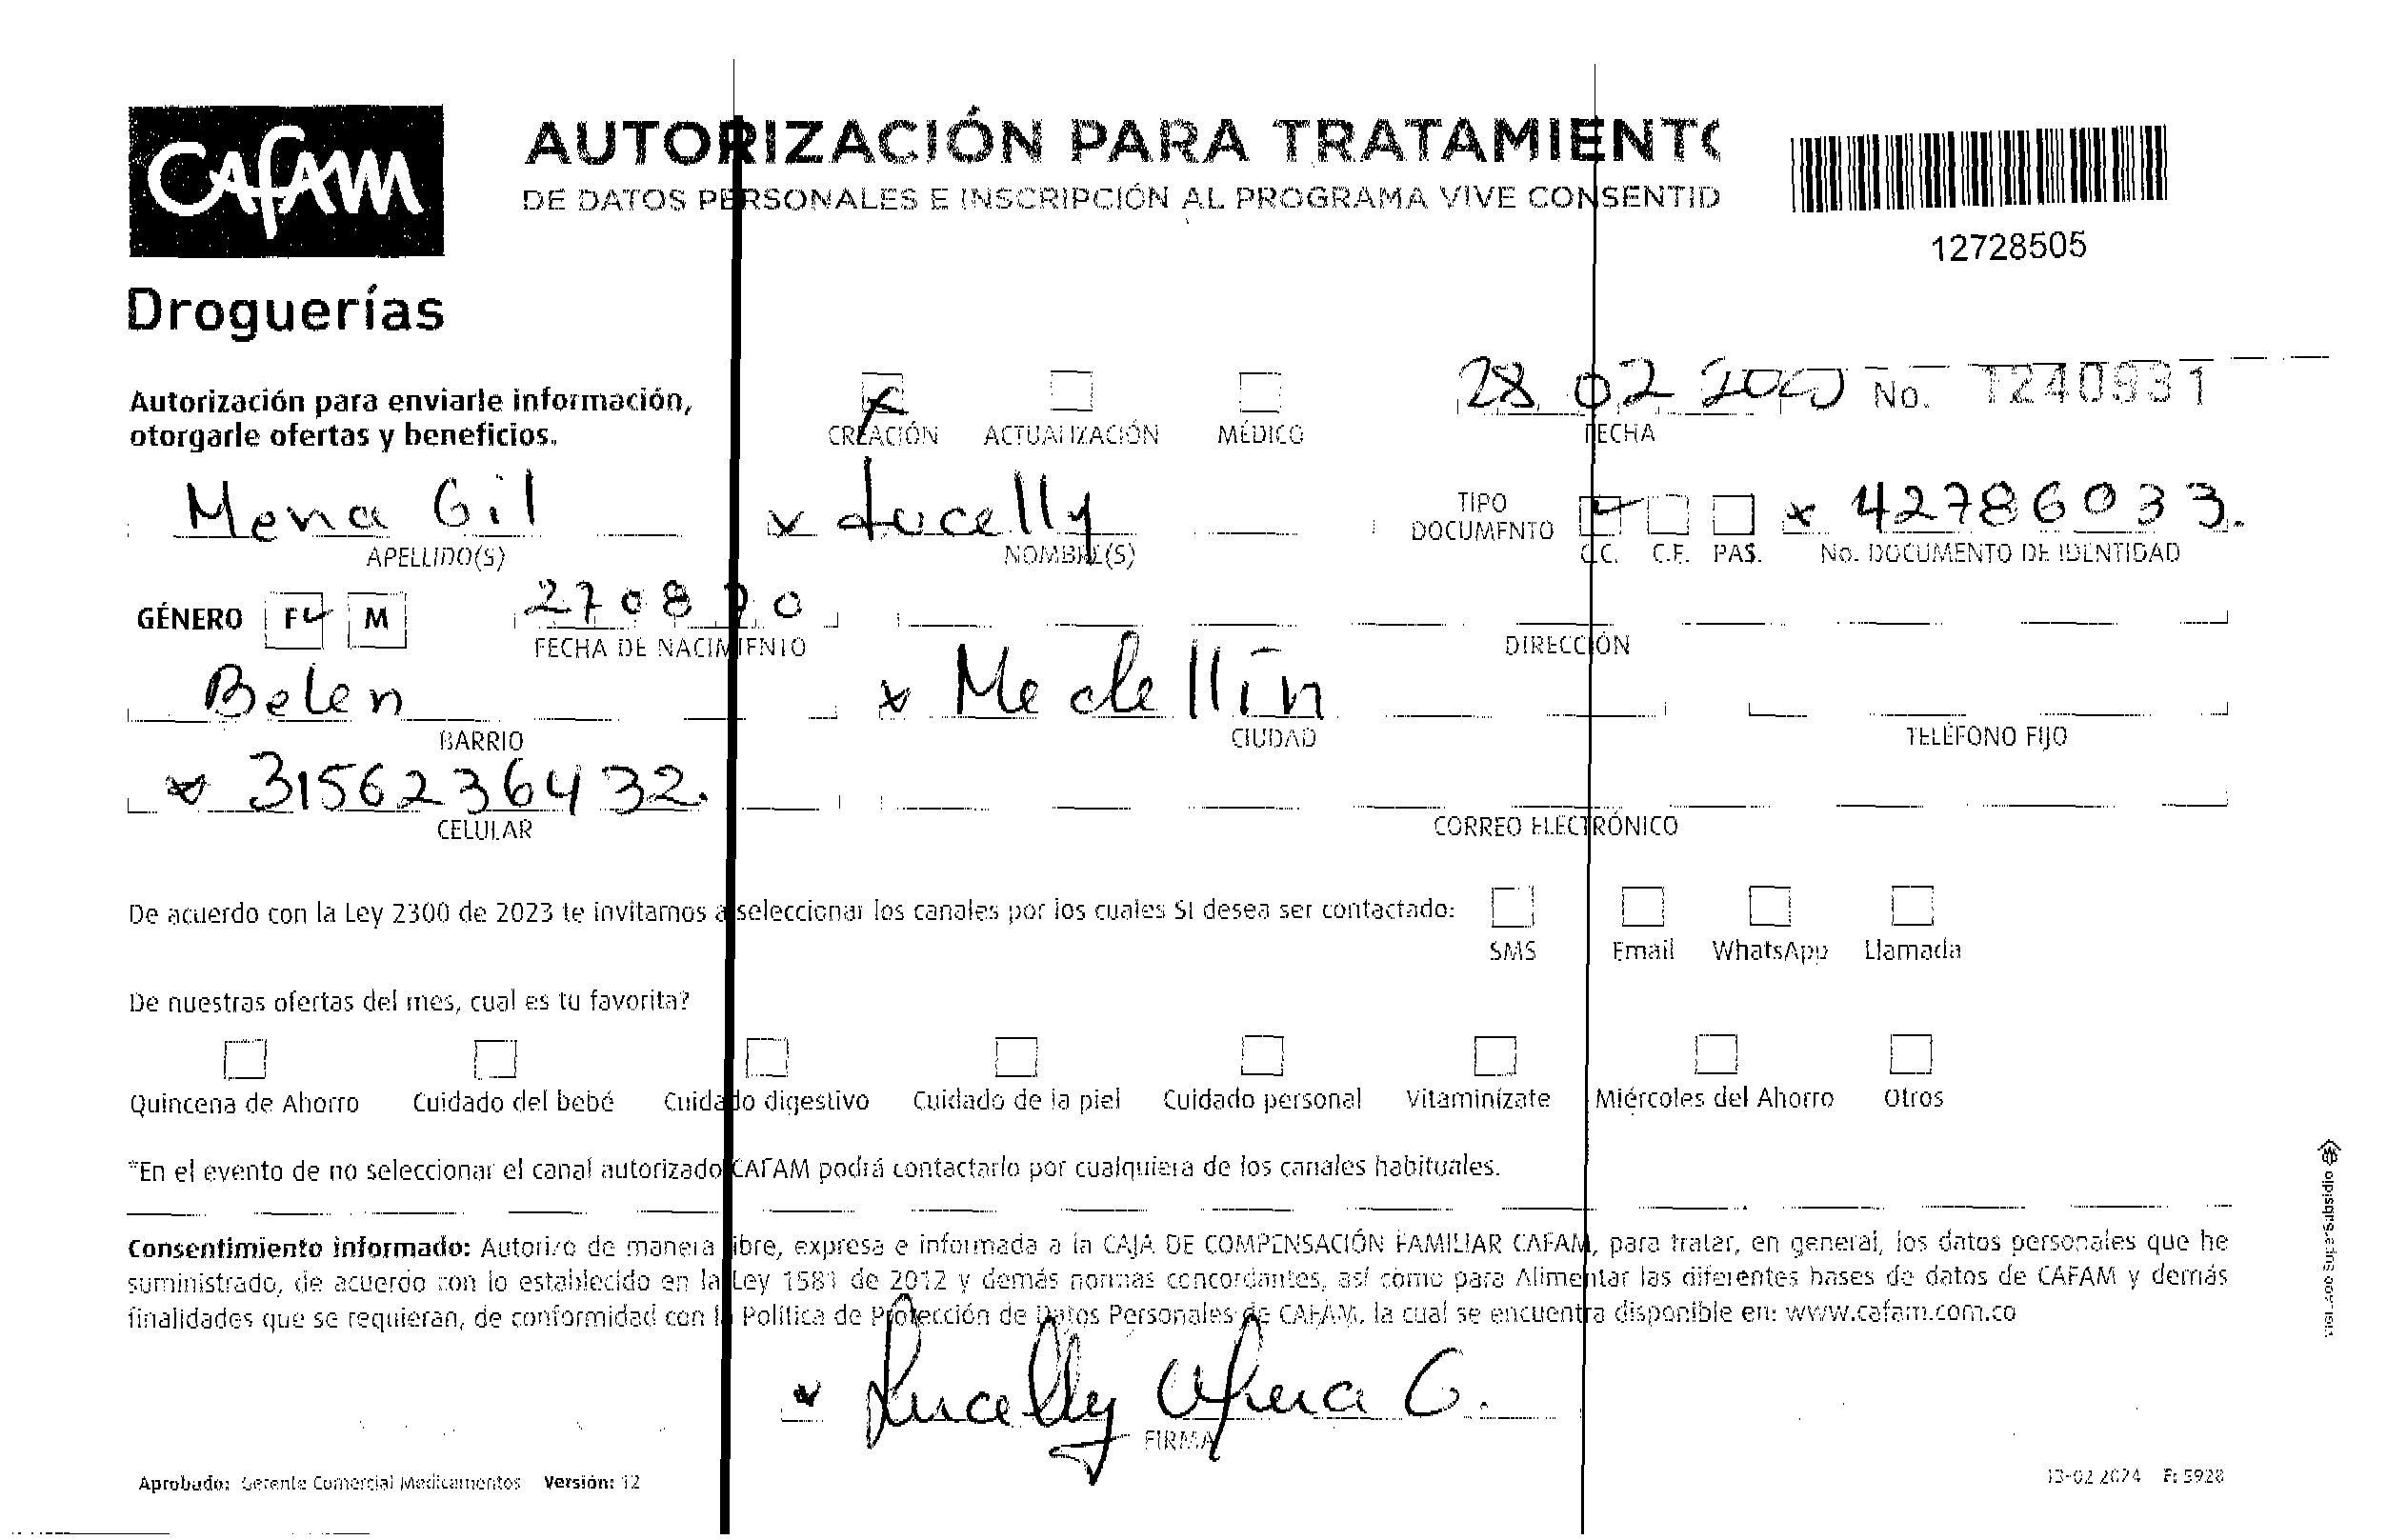 CAFAM
Droguerías
AUTORIZACIÓN PARA TRATAMIENTO
DE DATOS PERSONALES E INSCRIPCIÓN AL PROGRAMA VIVE CONSENTID
12728505
Autorización para enviarle información,
otorgarle ofertas y beneficios.
CREACIÓN ACTUALIZACIÓN MÉDICO
28 02 FECHA
No. 1240931
Mena Gil
APELLIDO(S)
x Lucelly
NOMBRE(S)
TIPO
DOCUMENTO
C.C. C.E. PAS.
x 42786033.
No. DOCUMENTO DE IDENTIDAD
GÉNERO F M
270870
FECHA DE NACIMIENTO
DIRECCIÓN
Belen
BARRIO
x Medellín
CIUDAD
TELÉFONO FIJO
x 3156236432.
CELULAR
CORREO ELECTRÓNICO
De acuerdo con la Ley 2300 de 2023 te invitamos a seleccionar los canales por los cuales SI desea ser contactado:
SMS Email WhatsApp Llamada
De nuestras ofertas del mes, cual es tu favorita?
Quincena de Ahorro Cuidado del bebé Cuidado digestivo Cuidado de la piel Cuidado personal Vitaminízate Miércoles del Ahorro Otros
*En el evento de no seleccionar el canal autorizado CAFAM podrá contactarlo por cualquiera de los canales habituales.
Consentimiento informado: Autorizo de manera libre, expresa e informada a la CAJA DE COMPENSACIÓN FAMILIAR CAFAM, para tratar, en general, los datos personales que he
suministrado, de acuerdo con lo establecido en la Ley 1581 de 2012 y demás normas concordantes, así como para Alimentar las diferentes bases de datos de CAFAM y demás
finalidades que se requieran, de conformidad con la Política de Protección de Datos Personales de CAFAM, la cual se encuentra disponible en: www.cafam.com.co
x Lucelly Mena G.
FIRMA
Aprobado: Gerente Comercial Medicamentos Versión: 12
13-02-2024 F: 5928